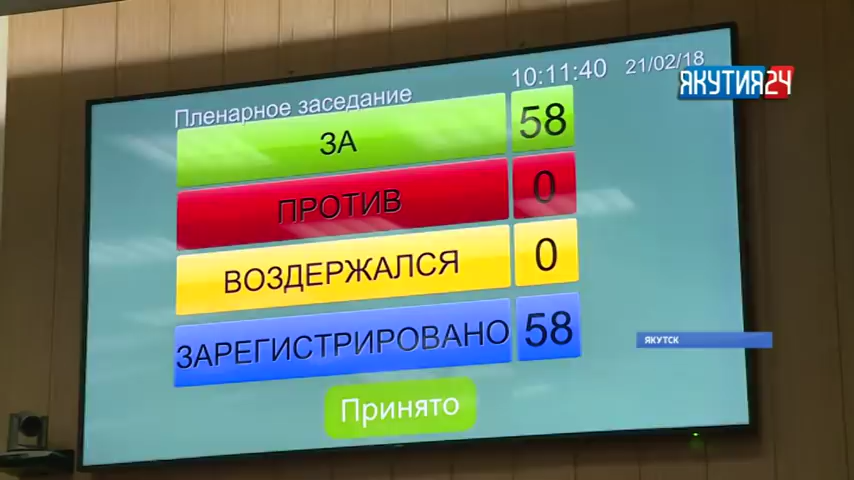 Пленарное заседание 10:11:40 21/02/18
ЯКУТИЯ24
ЗА 58
ПРОТИВ 0
ВОЗДЕРЖАЛСЯ 0
ЗАРЕГИСТРИРОВАНО 58
ЯКУТСК
Принято